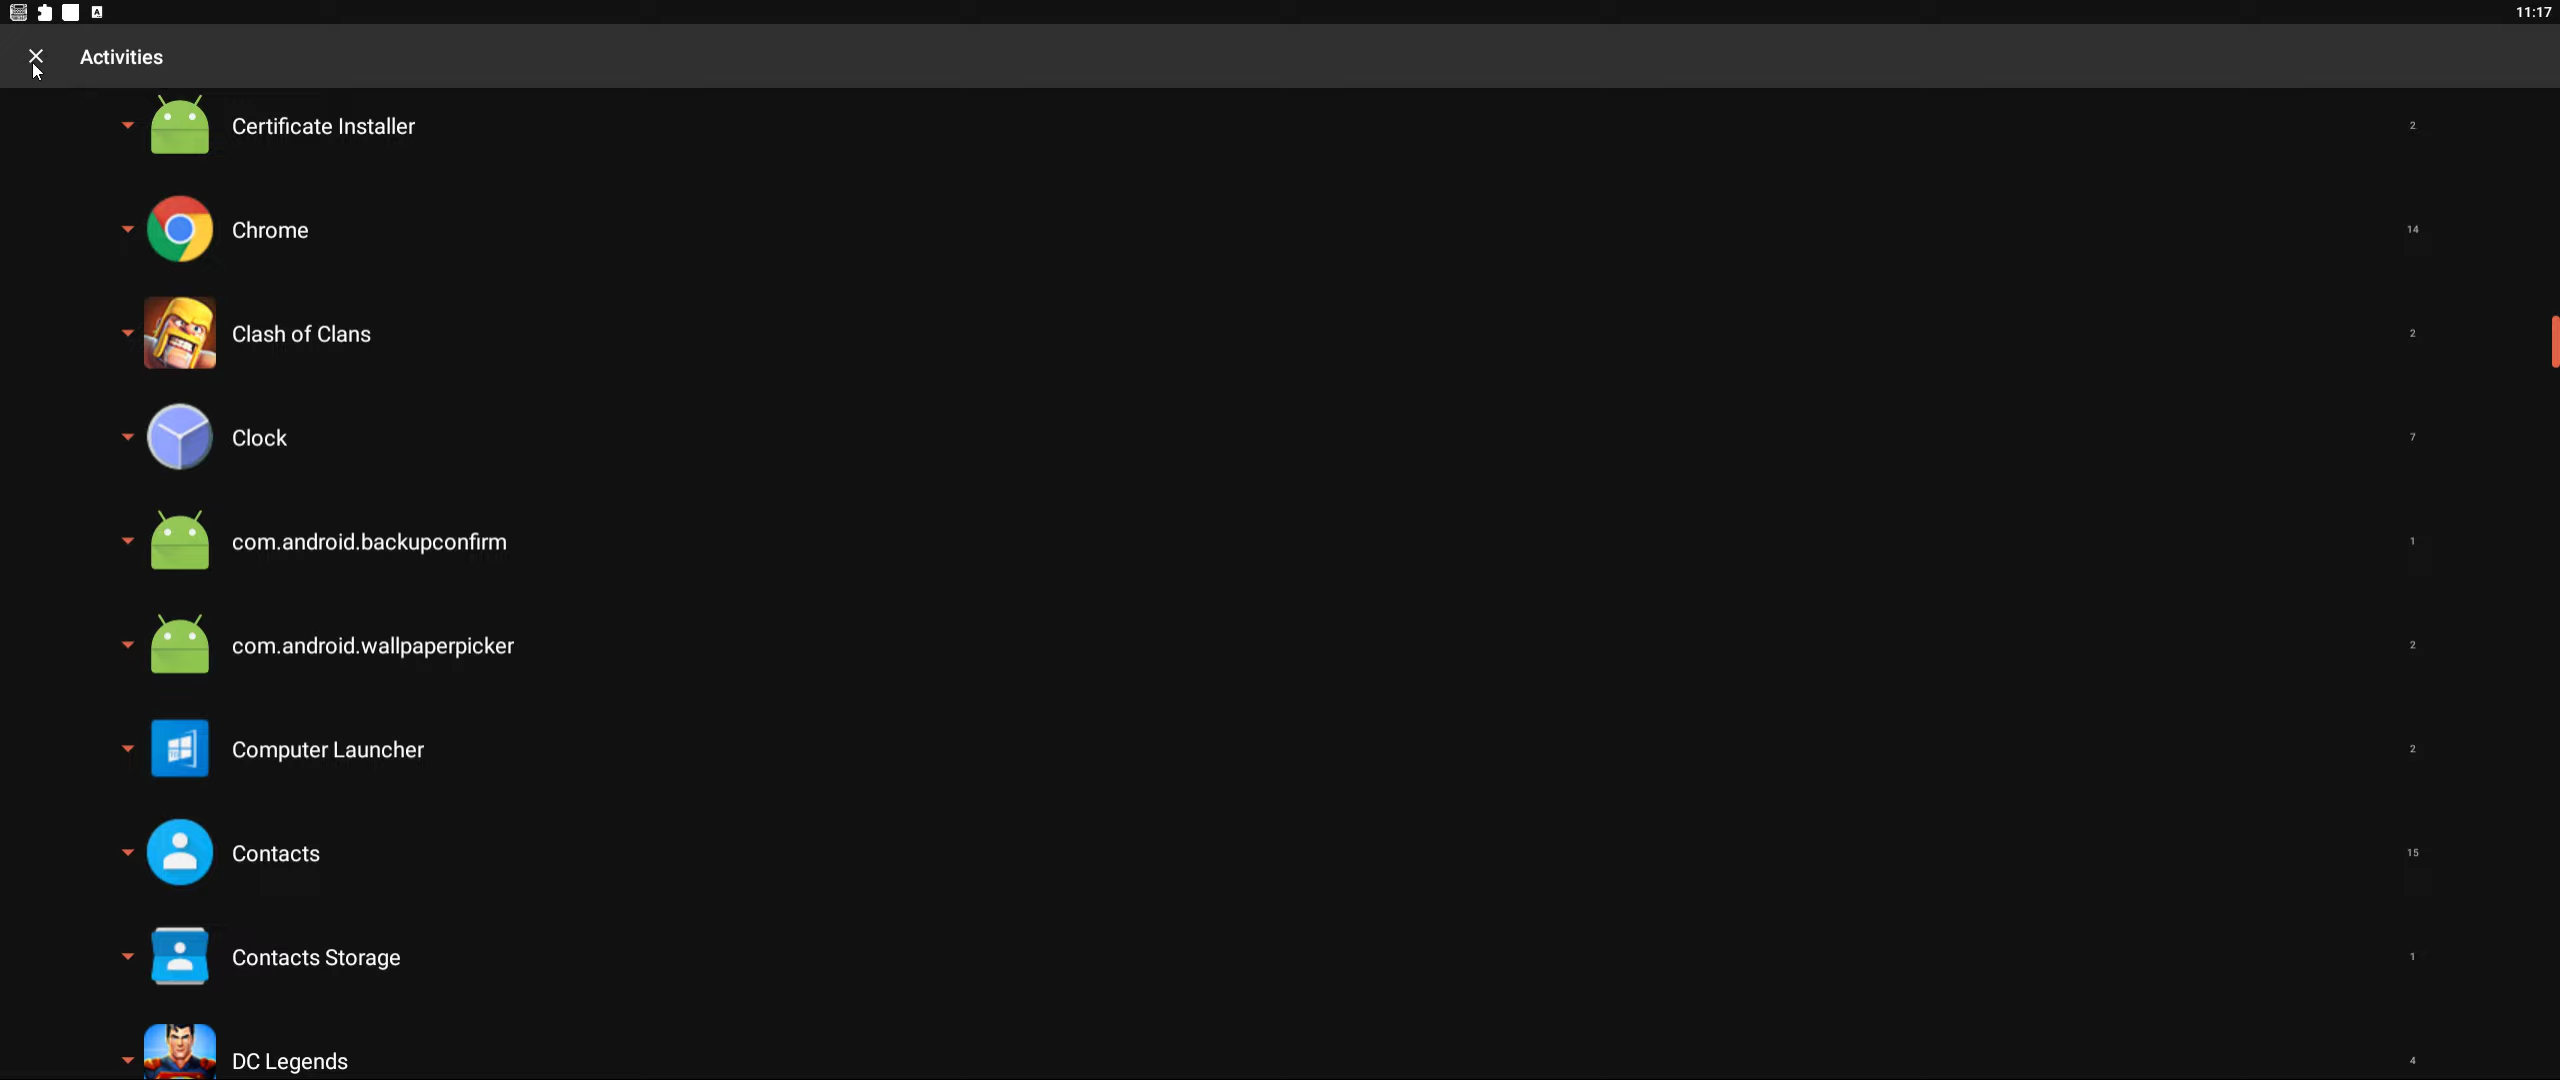 11:17
Activities
Certificate Installer 2
Chrome 14
Clash of Clans 2
Clock 7
com.android.backupconfirm 1
com.android.wallpaperpicker 2
Computer Launcher 2
Contacts 15
Contacts Storage 1
DC Legends 4